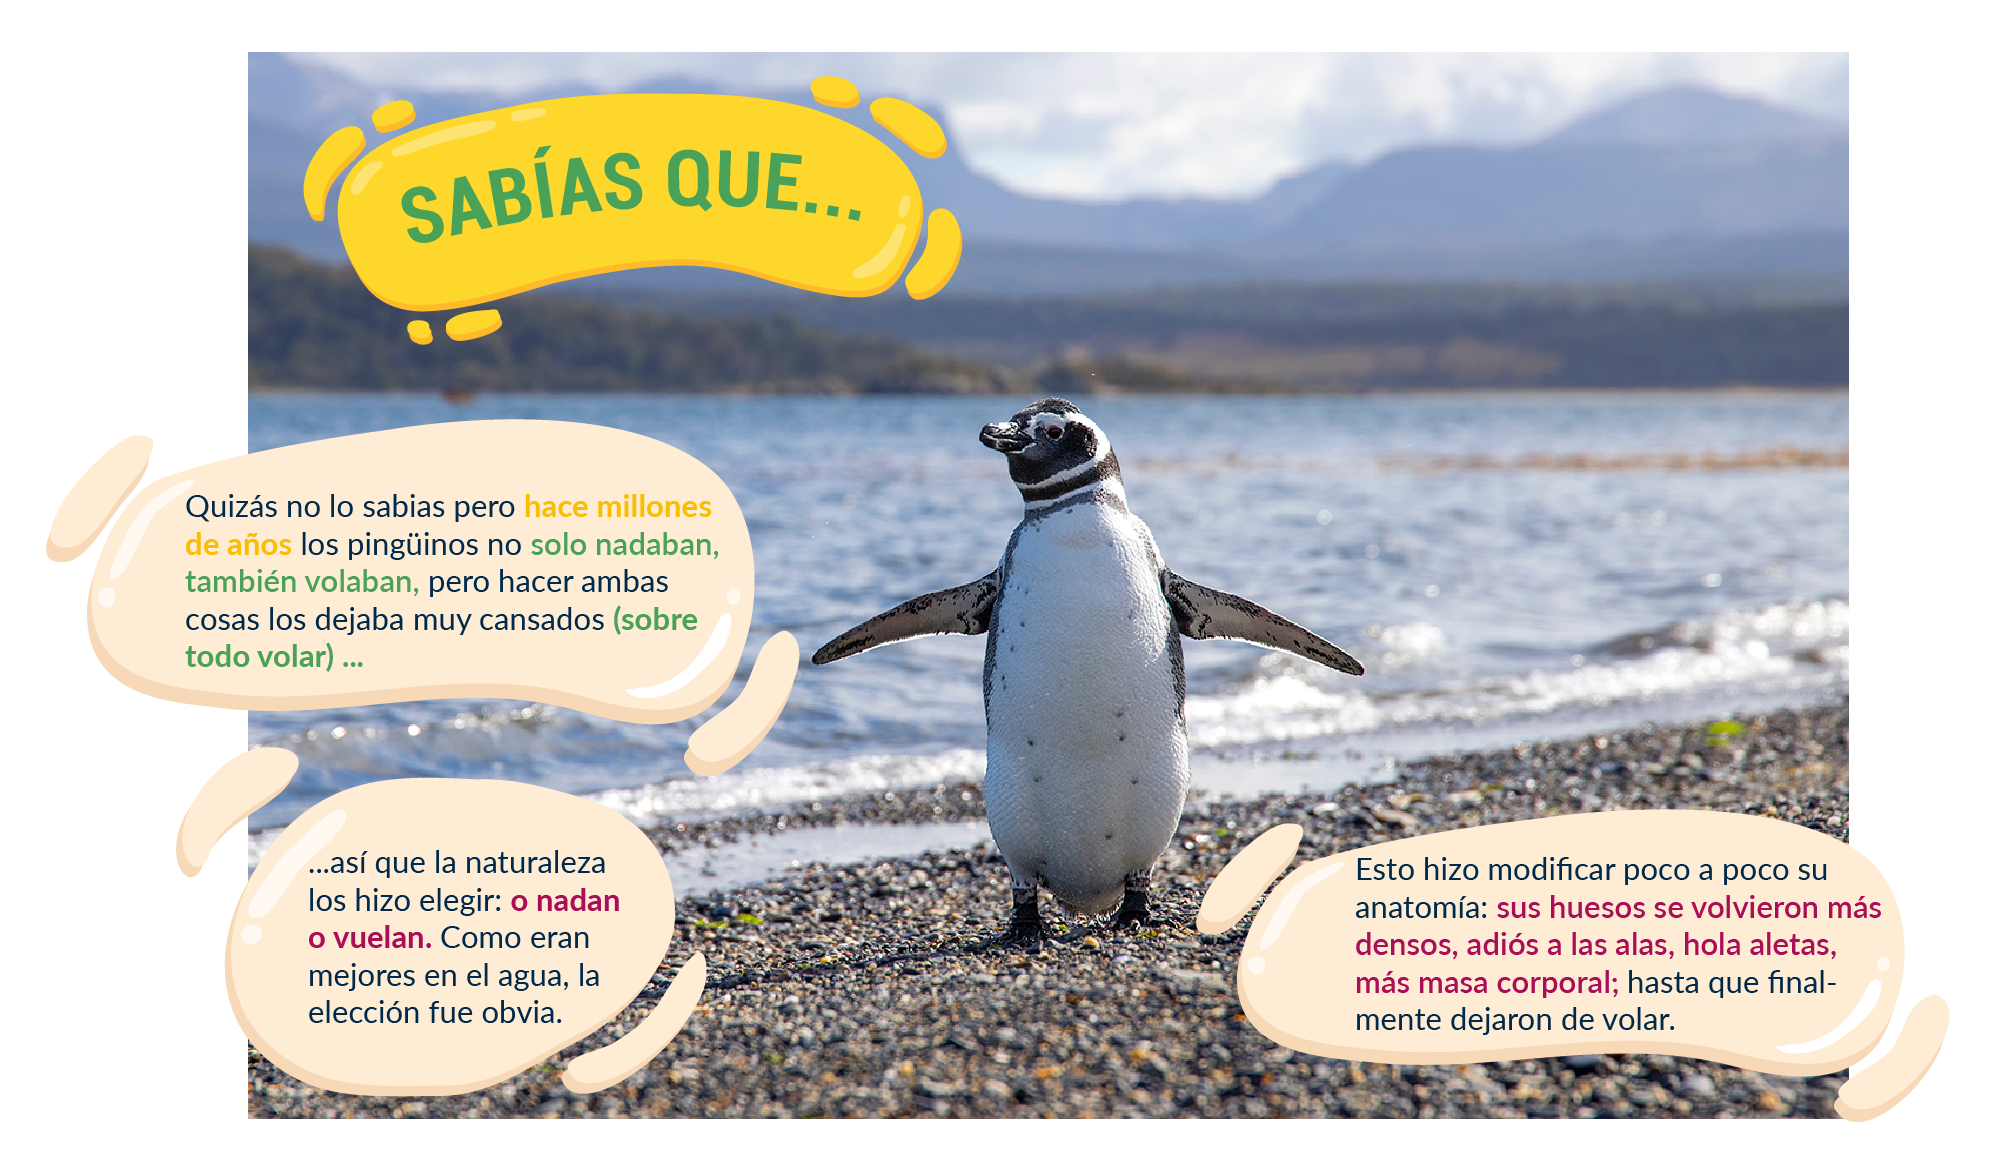 SABÍAS QUE...
Quizás no lo sabias pero hace millones
de años los pingüinos no solo nadaban,
también volaban, pero hacer ambas
cosas los dejaba muy cansados (sobre
todo volar) ...
...así que la naturaleza
los hizo elegir: o nadan
o vuelan. Como eran
mejores en el agua, la
elección fue obvia.
Esto hizo modificar poco a poco su
anatomía: sus huesos se volvieron más
densos, adiós a las alas, hola aletas,
más masa corporal; hasta que final-
mente dejaron de volar.